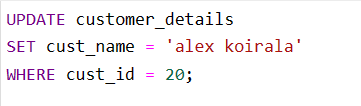 UPDATE customer_details
SET cust_name = 'alex koirala'
WHERE cust_id = 20;